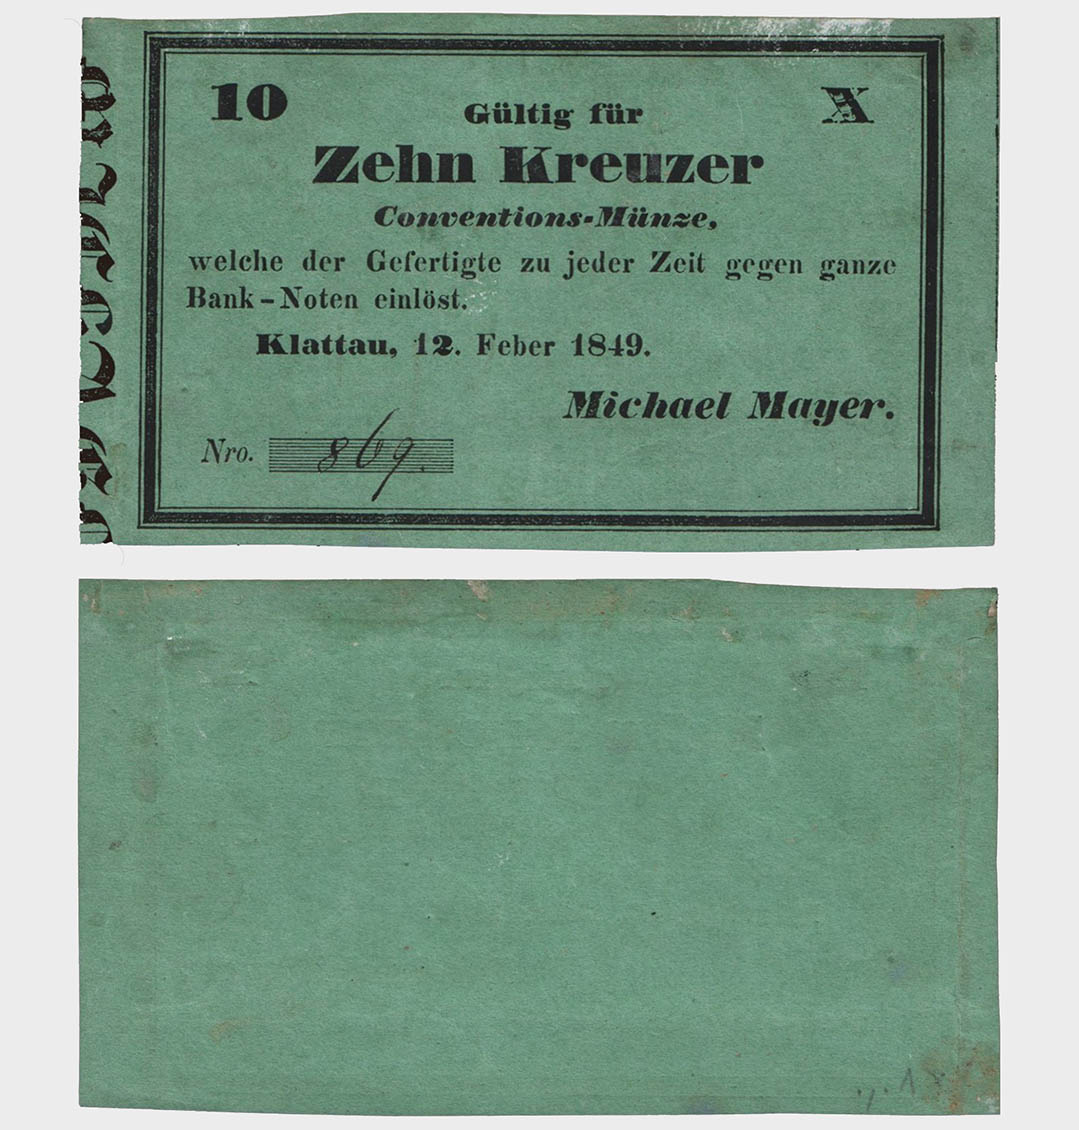 10
X
Gültig für
Zehn Kreuzer
Conventions-Münze,
welche der Gefertigte zu jeder Zeit gegen ganze
Bank-Noten einlöst.
Klattau, 12. Feber 1849.
Michael Mayer.
Nro. 869.